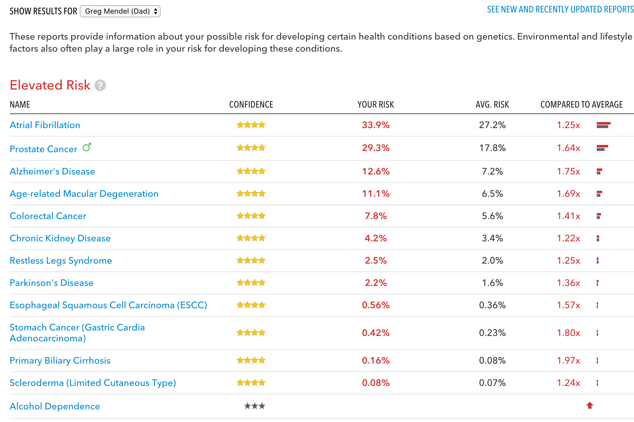 SHOW RESULTS FOR Greg Mendel (Dad) SEE NEW AND RECENTLY UPDATED REPORTS
These reports provide information about your possible risk for developing certain health conditions based on genetics. Environmental and lifestyle
factors also often play a large role in your risk for developing these conditions.
Elevated Risk ?
NAME CONFIDENCE YOUR RISK AVG. RISK COMPARED TO AVERAGE
Atrial Fibrillation ★★★★ 33.9% 27.2% 1.25x
Prostate Cancer ♂ ★★★★ 29.3% 17.8% 1.64x
Alzheimer's Disease ★★★★ 12.6% 7.2% 1.75x
Age-related Macular Degeneration ★★★★ 11.1% 6.5% 1.69x
Colorectal Cancer ★★★★ 7.8% 5.6% 1.41x
Chronic Kidney Disease ★★★★ 4.2% 3.4% 1.22x
Restless Legs Syndrome ★★★★ 2.5% 2.0% 1.25x
Parkinson's Disease ★★★★ 2.2% 1.6% 1.36x
Esophageal Squamous Cell Carcinoma (ESCC) ★★★★ 0.56% 0.36% 1.57x
Stomach Cancer (Gastric Cardia
Adenocarcinoma) ★★★★ 0.42% 0.23% 1.80x
Primary Biliary Cirrhosis ★★★★ 0.16% 0.08% 1.97x
Scleroderma (Limited Cutaneous Type) ★★★★ 0.08% 0.07% 1.24x
Alcohol Dependence ★★★